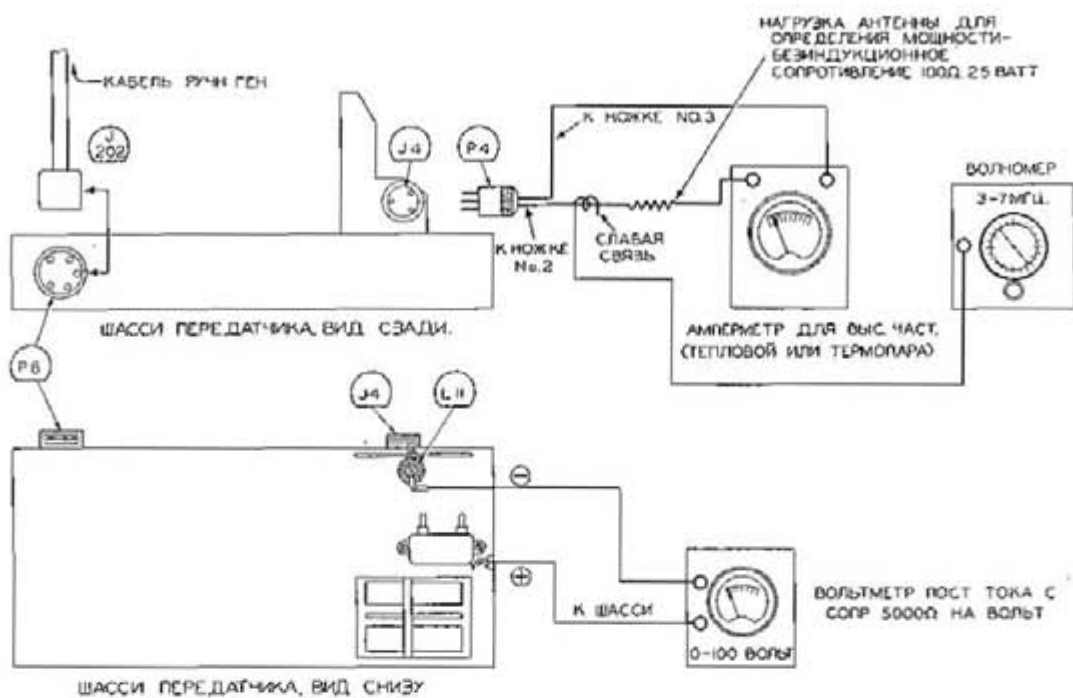 НАГРУЗКА АНТЕННЫ ДЛЯ
ОПРЕДЕЛЕНИЯ МОЩНОСТИ-
БЕЗИНДУКЦИОННОЕ
СОПРОТИВЛЕНИЕ 100Ω 25 ВАТТ
КАБЕЛЬ РУЧН ГЕН.
К НОЖКЕ No.3
J
202
J4
P4
ВОЛНОМЕР
3-7 МГЦ.
К НОЖКЕ
No.2
СЛАБАЯ
СВЯЗЬ
ШАССИ ПЕРЕДАТЧИКА, ВИД СЗАДИ.
АМПЕРМЕТР ДЛЯ ВЫС. ЧАСТ.
(ТЕПЛОВОЙ ИЛИ ТЕРМОПАРА)
P6
J4
L11
−
+
К ШАССИ
ВОЛЬТМЕТР ПОСТ ТОКА С
СОПР 5000Ω НА ВОЛЬТ
0-100 ВОЛЬТ
ШАССИ ПЕРЕДАТЧИКА, ВИД СНИЗУ